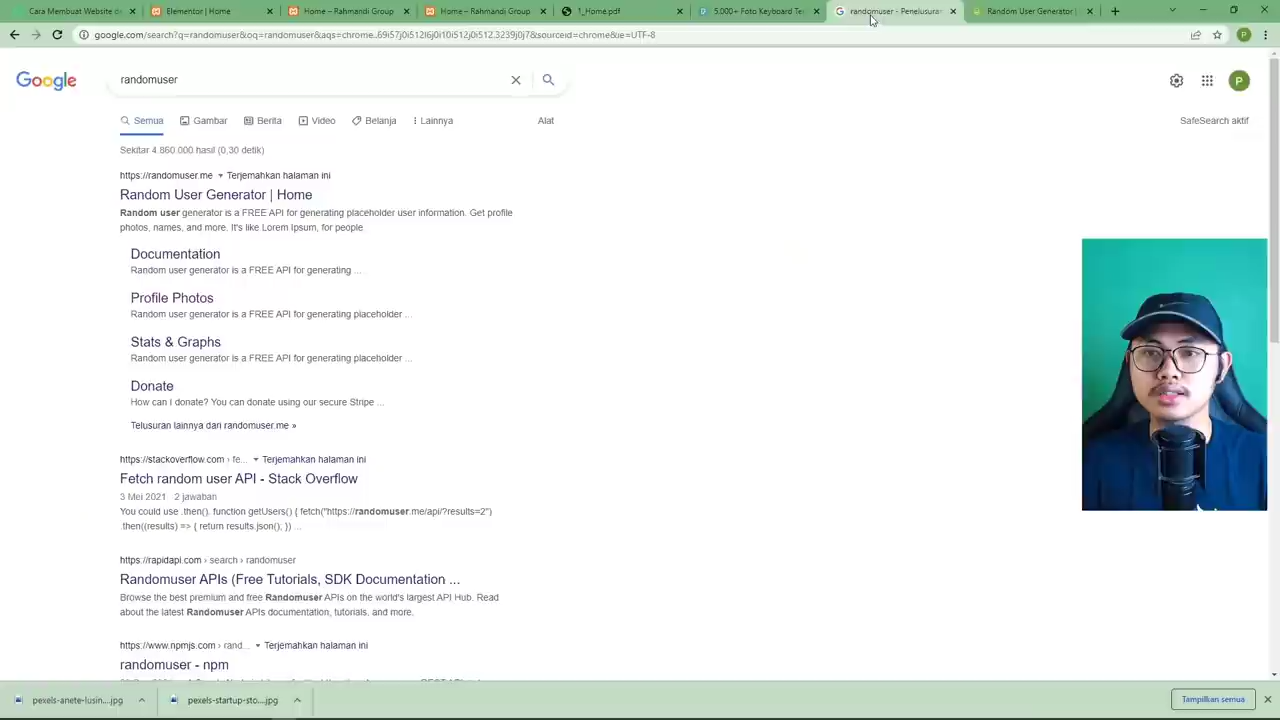 Cara Membuat Website
Elementor | Home
Home – Rahmandi Group
Home – Rahmandi Group
1_Home.pdf
5.000+ Foto Keyboard Te
randomuser - Penelusuran
Random User Generator |
google.com/search?q=randomuser&oq=randomuser&aqs=chrome..69i57j0i512l6j0i10i512j0i512.3239j0j7&sourceid=chrome&ie=UTF-8
P
Google
randomuser
P
Semua
Gambar
Berita
Video
Belanja
Lainnya
Alat
SafeSearch aktif
Sekitar 4.860.000 hasil (0,30 detik)
https://randomuser.me Terjemahkan halaman ini
Random User Generator | Home
Random user generator is a FREE API for generating placeholder user information. Get profile
photos, names, and more. It's like Lorem Ipsum, for people
Documentation
Random user generator is a FREE API for generating ...
Profile Photos
Random user generator is a FREE API for generating placeholder ...
Stats & Graphs
Random user generator is a FREE API for generating placeholder ...
Donate
How can I donate? You can donate using our secure Stripe ...
Telusuran lainnya dari randomuser.me »
https://stackoverflow.com › fe... Terjemahkan halaman ini
Fetch random user API - Stack Overflow
3 Mei 2021 2 jawaban
You could use .then(). function getUsers() { fetch("https://randomuser.me/api/?results=2")
.then((results) => { return results.json(); }) ...
https://rapidapi.com › search › randomuser
Randomuser APIs (Free Tutorials, SDK Documentation ...
Browse the best premium and free Randomuser APIs on the world's largest API Hub. Read
about the latest Randomuser APIs documentation, tutorials, and more.
https://www.npmjs.com › rand... Terjemahkan halaman ini
randomuser - npm
pexels-anete-lusin....jpg
pexels-startup-sto....jpg
Tampilkan semua